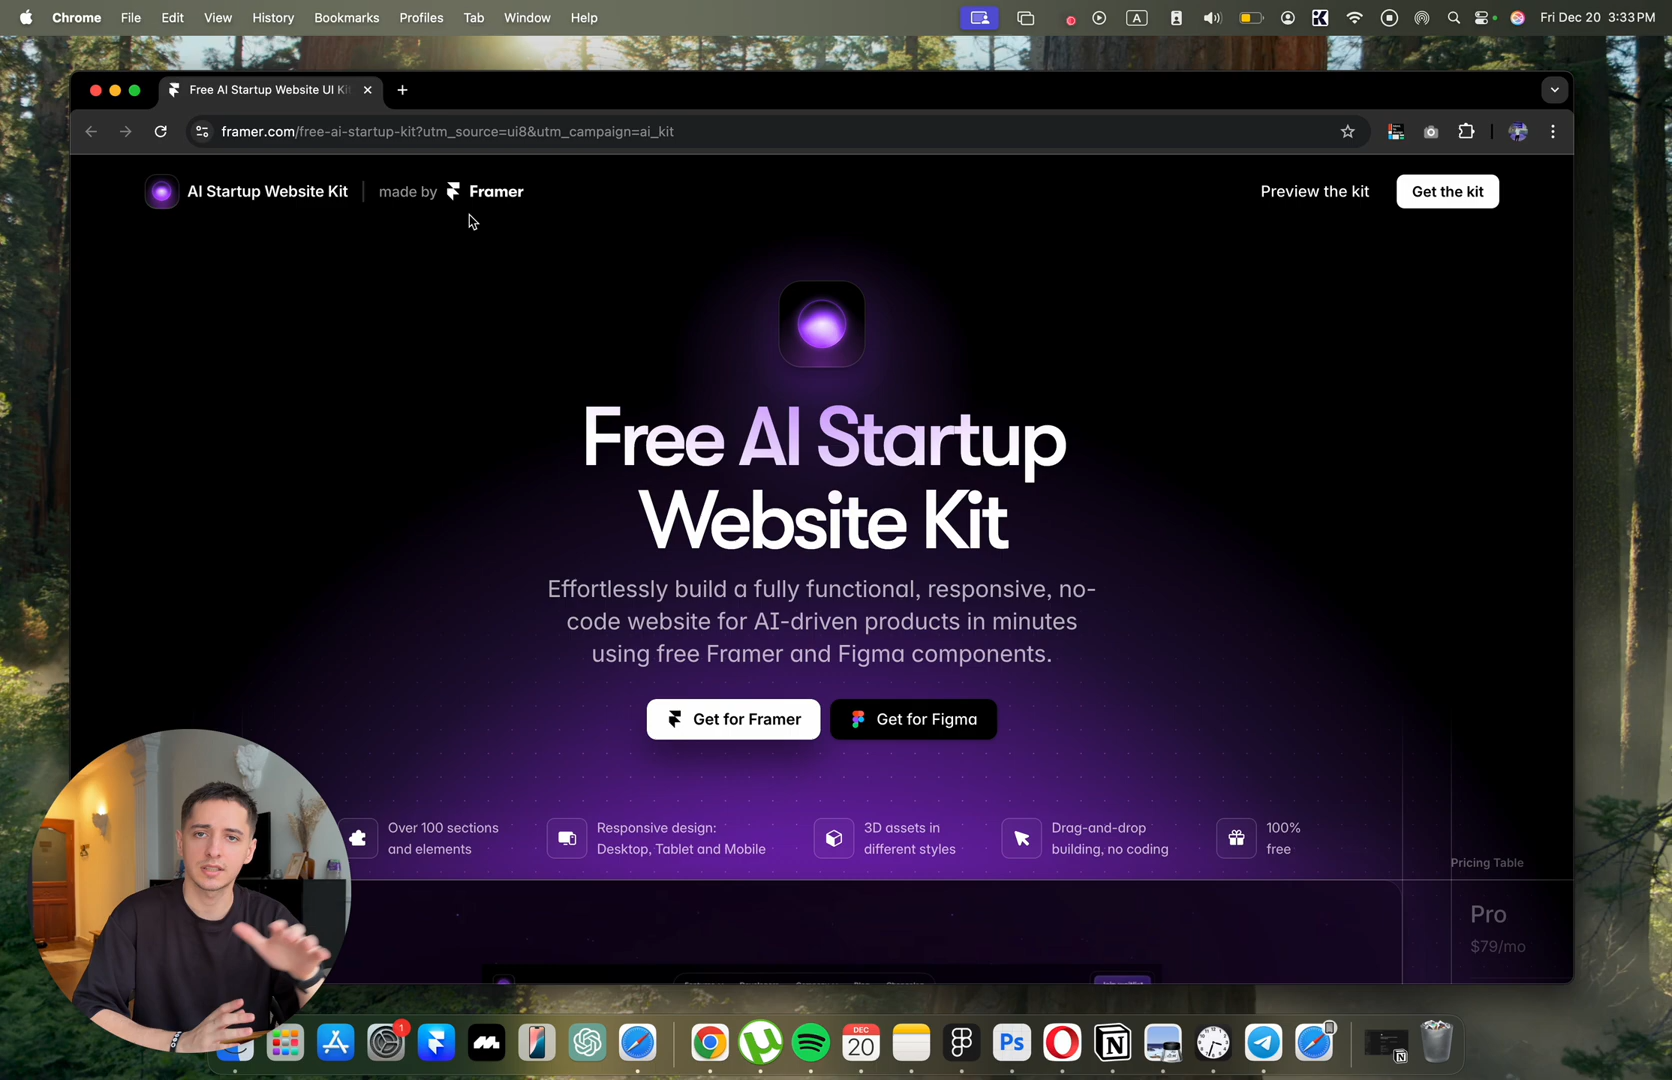 Chrome File Edit View History Bookmarks Profiles Tab Window Help
A
Fri Dec 20 3:33 PM
Free AI Startup Website UI Ki
framer.com/free-ai-startup-kit?utm_source=ui8&utm_campaign=ai_kit
AI Startup Website Kit made by Framer
Preview the kit Get the kit
Free AI Startup
Website Kit
Effortlessly build a fully functional, responsive, no-
code website for AI-driven products in minutes
using free Framer and Figma components.
Get for Framer Get for Figma
Over 100 sections
and elements
Responsive design:
Desktop, Tablet and Mobile
3D assets in
different styles
Drag-and-drop
building, no coding
100%
free
Pricing Table
Pro
$79/mo
1
DEC
20
Ps